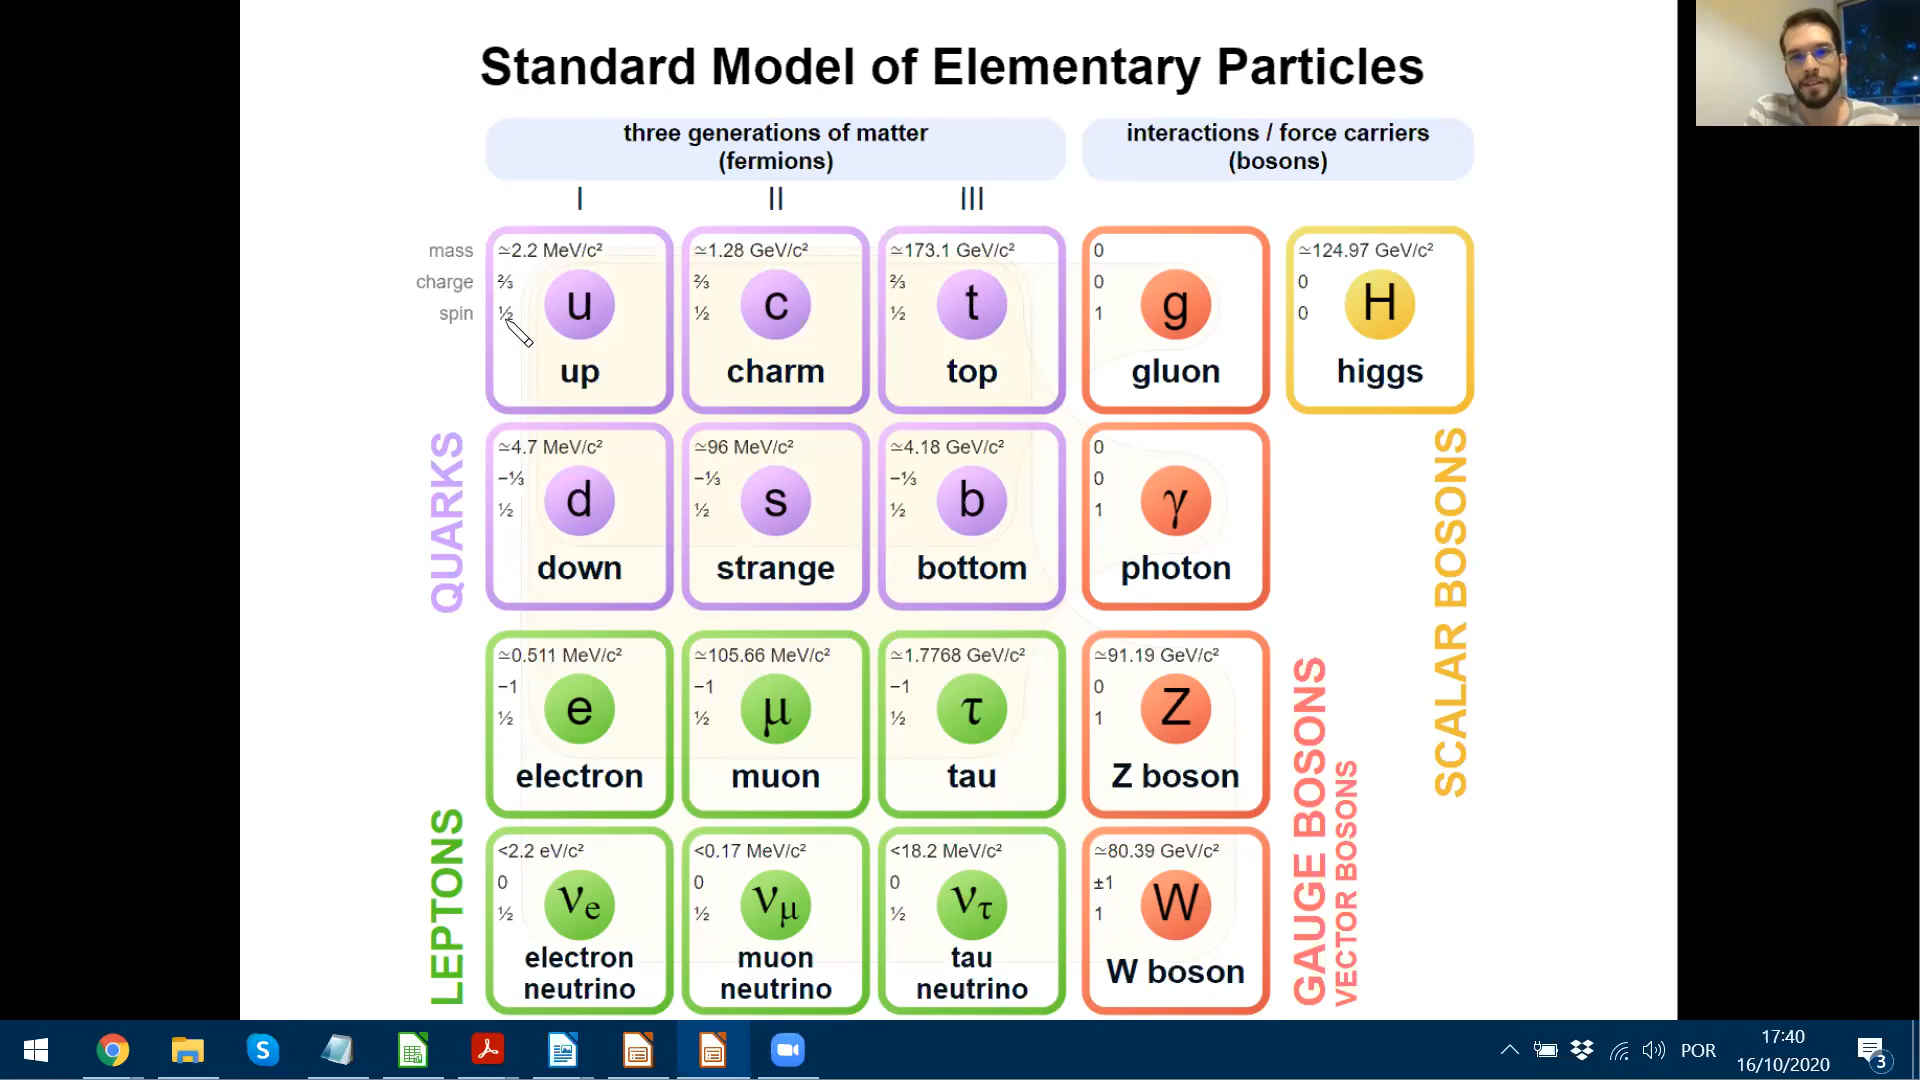 Standard Model of Elementary Particles
three generations of matter
(fermions)
interactions / force carriers
(bosons)
I
II
III
mass
charge
spin
≃2.2 MeV/c²
⅔
½
u
up
≃1.28 GeV/c²
⅔
½
c
charm
≃173.1 GeV/c²
⅔
½
t
top
0
0
1
g
gluon
≃124.97 GeV/c²
0
0
H
higgs
QUARKS
≃4.7 MeV/c²
−⅓
½
d
down
≃96 MeV/c²
−⅓
½
s
strange
≃4.18 GeV/c²
−⅓
½
b
bottom
0
0
1
γ
photon
SCALAR BOSONS
LEPTONS
≃0.511 MeV/c²
−1
½
e
electron
≃105.66 MeV/c²
−1
½
μ
muon
≃1.7768 GeV/c²
−1
½
τ
tau
≃91.19 GeV/c²
0
1
Z
Z boson
GAUGE BOSONS
VECTOR BOSONS
<2.2 eV/c²
0
½
νe
electron
neutrino
<0.17 MeV/c²
0
½
νμ
muon
neutrino
<18.2 MeV/c²
0
½
ντ
tau
neutrino
≃80.39 GeV/c²
±1
1
W
W boson
POR
17:40
16/10/2020
3